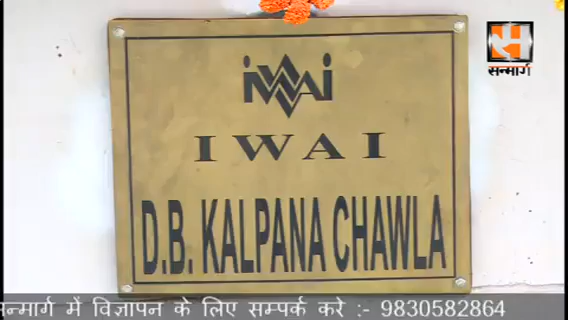 iWAi
सन्मार्ग
I W A I
D.B. KALPANA CHAWLA
सन्मार्ग में विज्ञापन के लिए सम्पर्क करे :- 9830582864